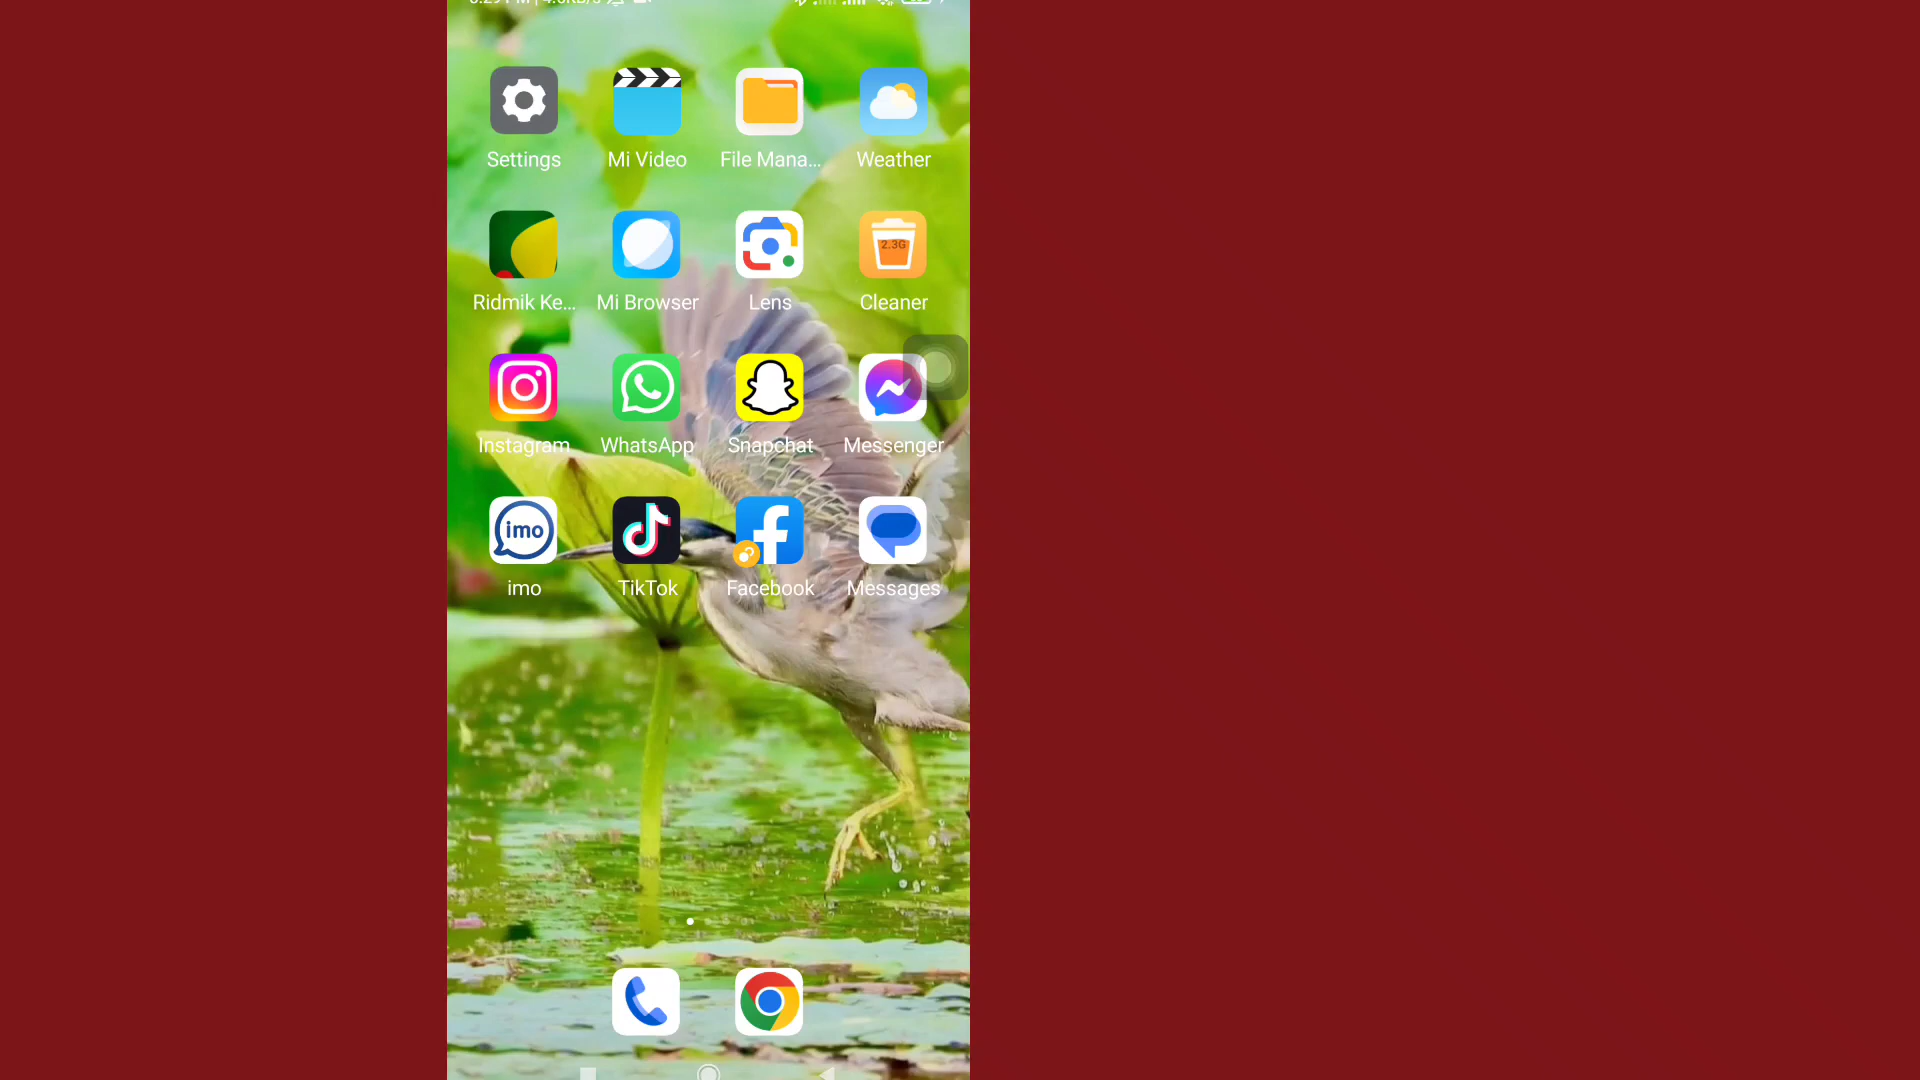 Settings Mi Video File Mana... Weather
2.3G
Ridmik Ke... Mi Browser Lens Cleaner
Instagram WhatsApp Snapchat Messenger
imo
imo TikTok Facebook Messages